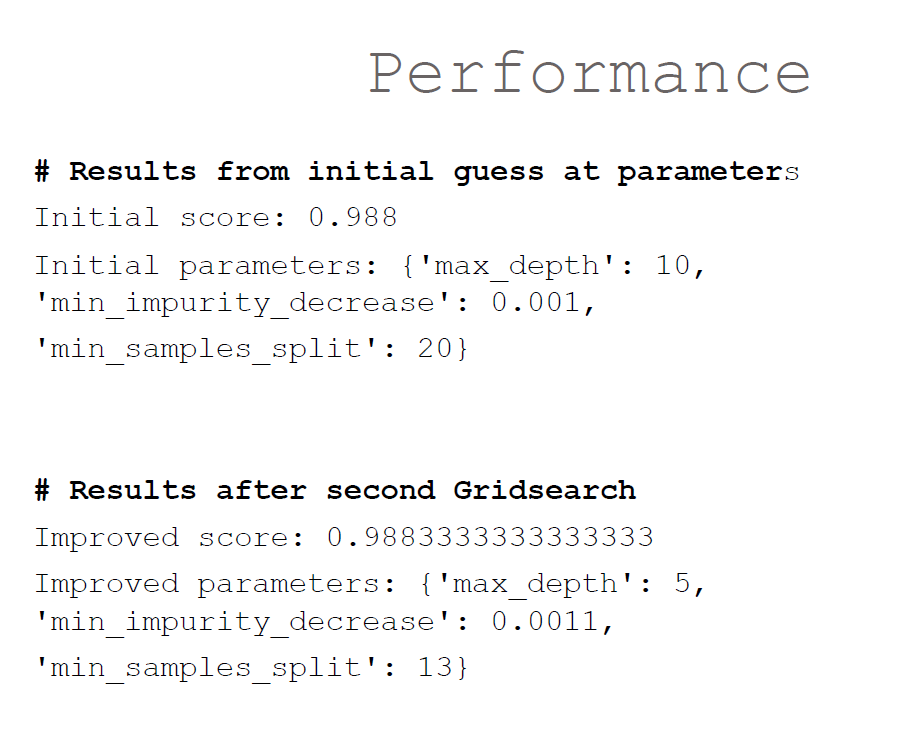 Performance
# Results from initial guess at parameters
Initial score: 0.988
Initial parameters: {'max_depth': 10,
'min_impurity_decrease': 0.001,
'min_samples_split': 20}
# Results after second Gridsearch
Improved score: 0.9883333333333333
Improved parameters: {'max_depth': 5,
'min_impurity_decrease': 0.0011,
'min_samples_split': 13}